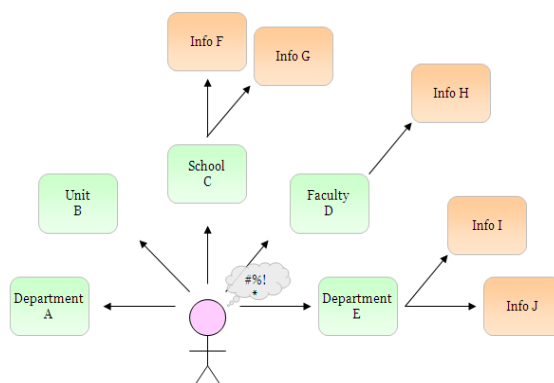 Info F
Info G
Info H
School
C
Unit
B
Faculty
D
Info I
#%!
*
Department
A
Department
E
Info J